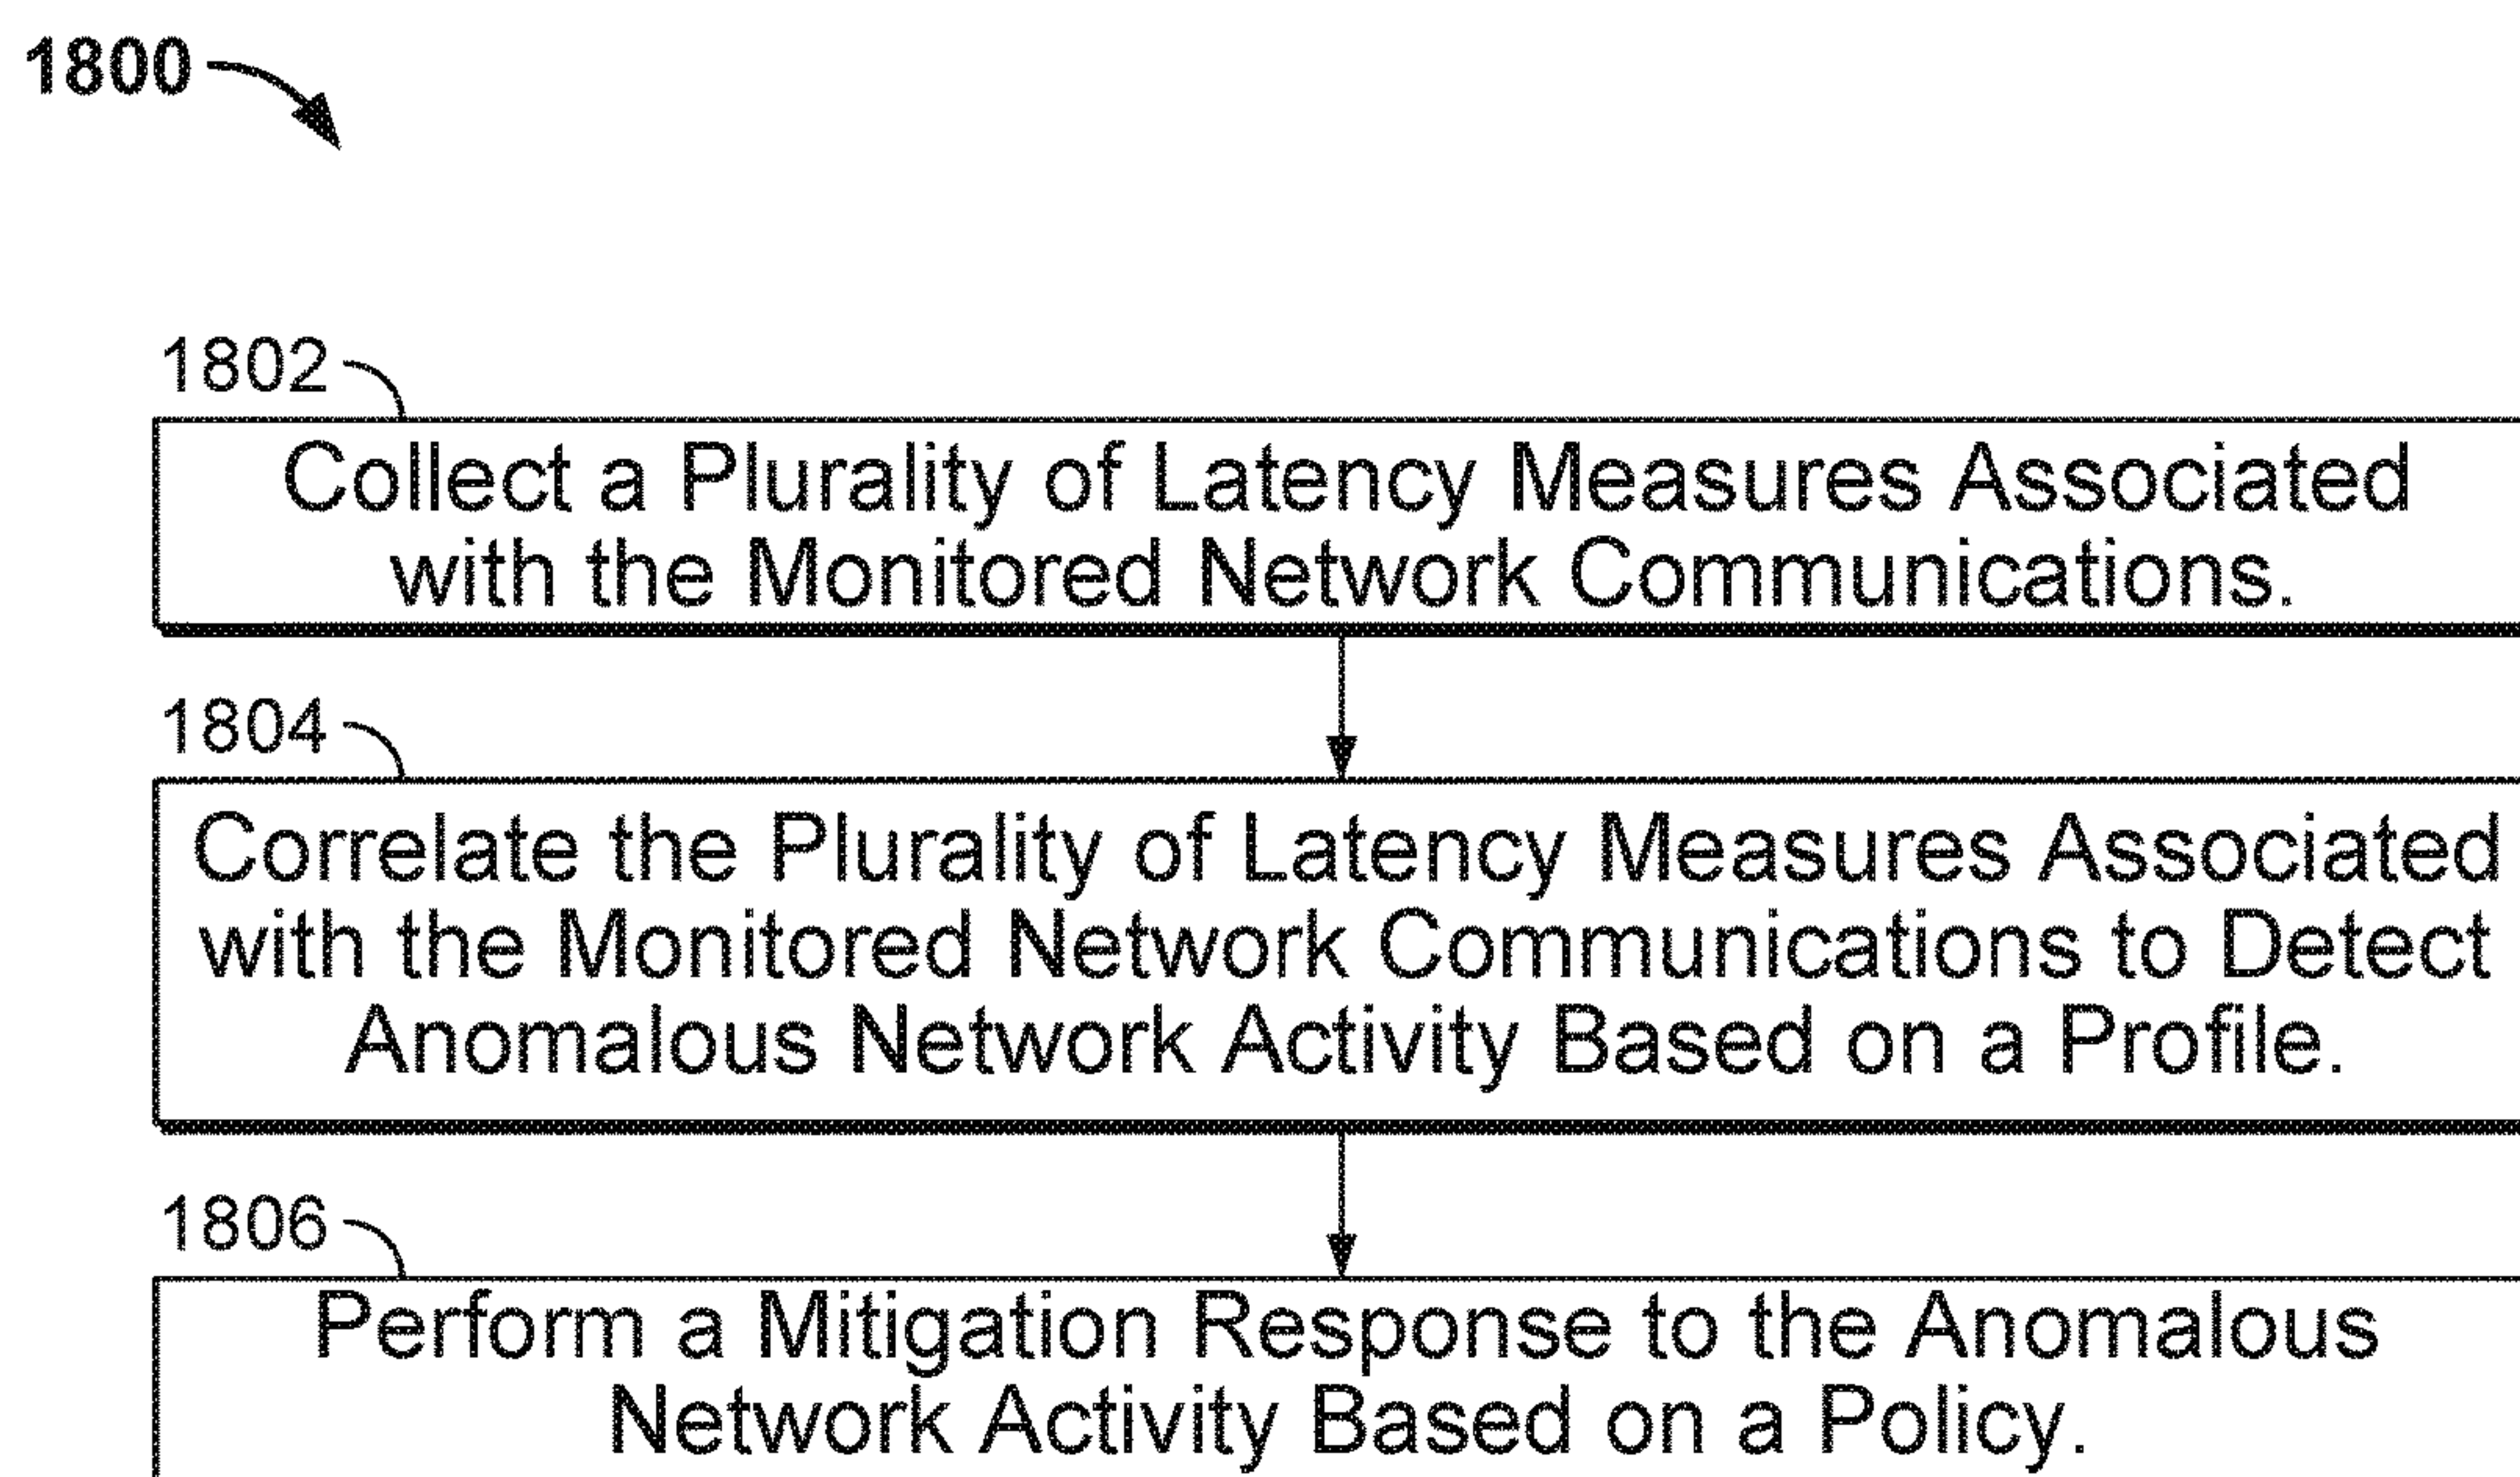 1800
1802
Collect a Plurality of Latency Measures Associated
with the Monitored Network Communications.
1804
Correlate the Plurality of Latency Measures Associated
with the Monitored Network Communications to Detect
Anomalous Network Activity Based on a Profile.
1806
Perform a Mitigation Response to the Anomalous
Network Activity Based on a Policy.